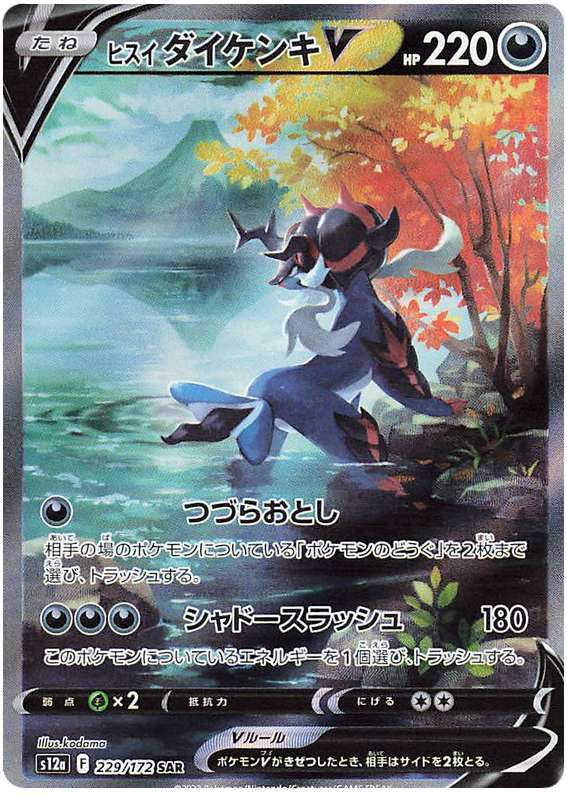 たね ヒスイ ダイケンキV HP 220
つづらおとし
相手の場のポケモンについている「ポケモンのどうぐ」を2枚まで
選び、トラッシュする。
シャドースラッシュ 180
このポケモンについているエネルギーを1個選び、トラッシュする。
弱点 ×2 抵抗力 にげる
Illus.kodama
Vルール
s12a F 229/172 SAR
ポケモンVがきぜつしたとき、相手はサイドを2枚とる。